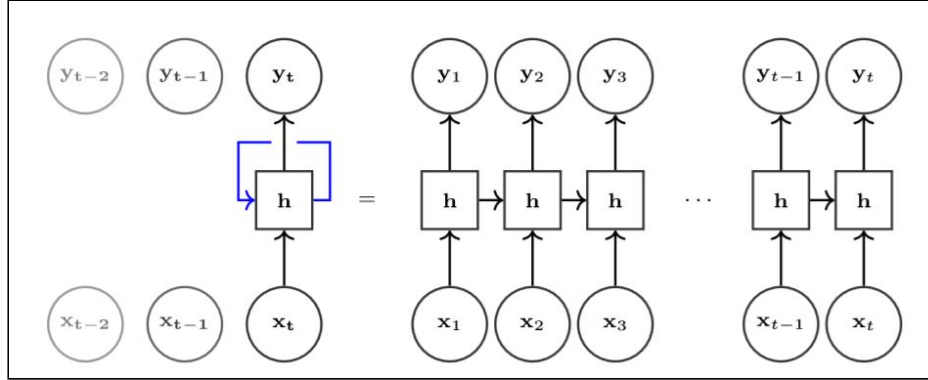 y_{t−2} y_{t−1} y_t y_1 y_2 y_3 y_{t−1} y_t
h = h h h ⋯ h h
x_{t−2} x_{t−1} x_t x_1 x_2 x_3 x_{t−1} x_t